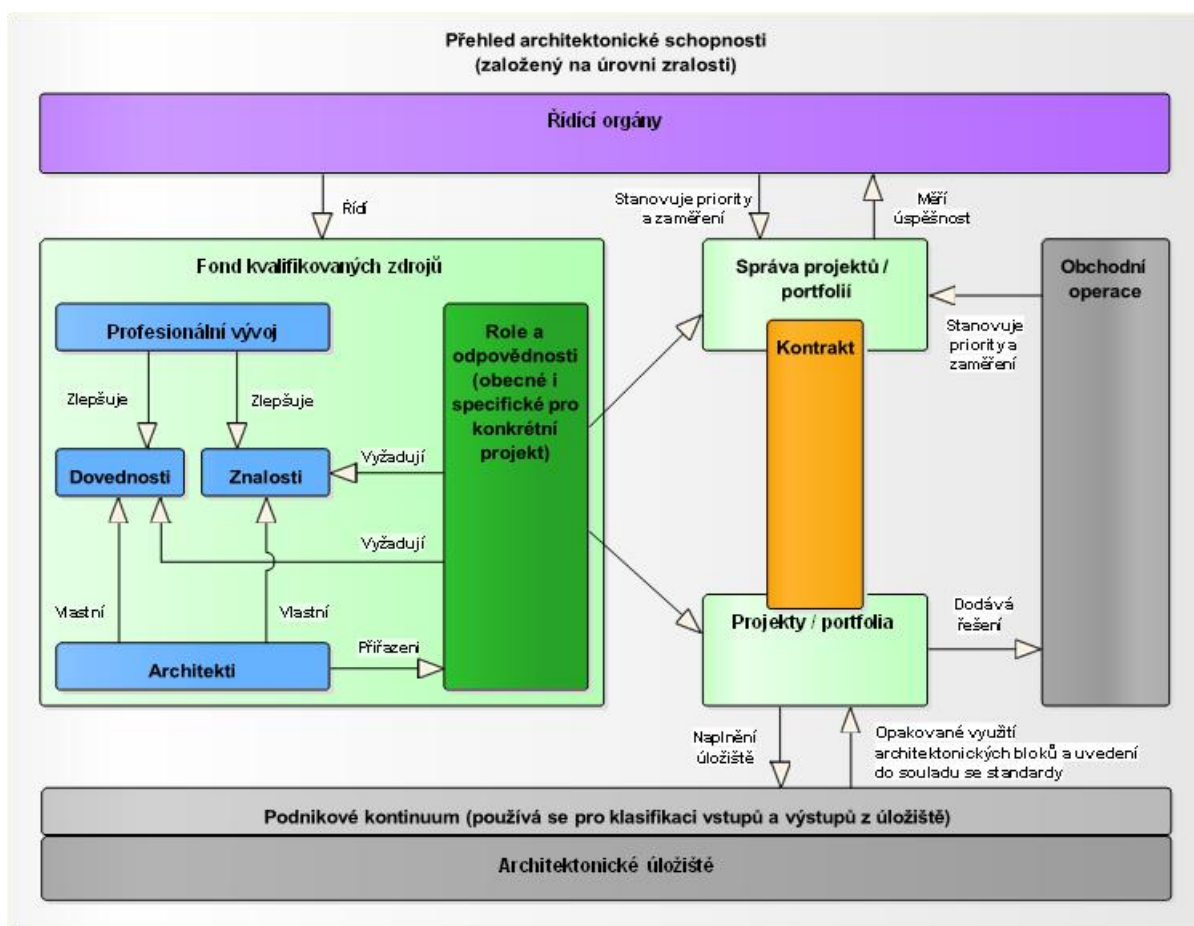 Přehled architektonické schopnosti
(založený na úrovni zralosti)
Řídící orgány
Řídí
Stanovuje priority
a zaměření
Měří
úspěšnost
Fond kvalifikovaných zdrojů
Správa projektů /
portfolií
Obchodní
operace
Profesionální vývoj
Role a
odpovědnosti
(obecné i
specifické pro
konkrétní
projekt)
Kontrakt
Stanovuje
priority a
zaměření
Zlepšuje
Zlepšuje
Dovednosti
Znalosti
Vyžadují
Vyžadují
Vlastní
Vlastní
Architekti
Přiřazeni
Projekty / portfolia
Dodává
řešení
Naplnění
úložiště
Opakované využití
architektonických bloků a uvedení
do souladu se standardy
Podnikové kontinuum (používá se pro klasifikaci vstupů a výstupů z úložiště)
Architektonické úložiště